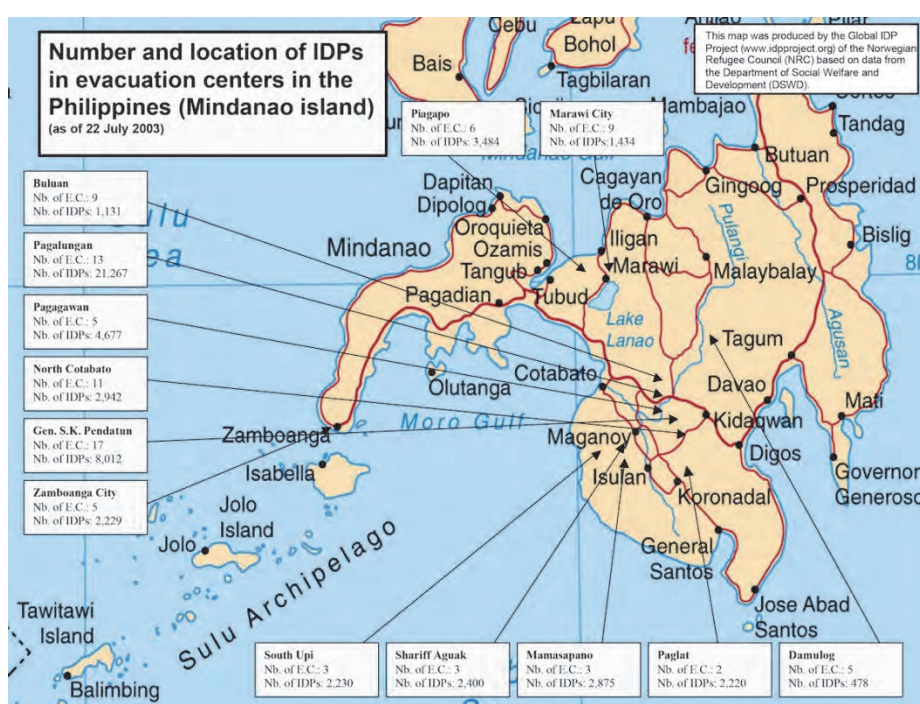 Number and location of IDPs
in evacuation centers in the
Philippines (Mindanao island)
(as of 22 July 2003)
This map was produced by the Global IDP
Project (www.idpproject.org) of the Norwegian
Refugee Council (NRC) based on data from
the Department of Social Welfare and
Development (DSWD).
Cebu
Bohol
Bais
Tagbilaran
Mambajao
Tandag
Piagapo
Nb. of E.C.: 6
Nb. of IDPs: 3,484
Marawi City
Nb. of E.C.: 9
Nb. of IDPs:1,434
Butuan
Buluan
Nb. of E.C.: 9
Nb. of IDPs: 1,131
Dapitan
Dipolog
Cagayan
de Oro
Gingoog
Prosperidad
Oroquieta
Ozamis
Tangub
Iligan
Pulangi
Bislig
Mindanao
Marawi
Malaybalay
Pagalungan
Nb. of E.C.: 13
Nb. of IDPs: 21,267
Pagadian
Tubud
Lake
Lanao
Agusan
Pagagawan
Nb. of E.C.: 5
Nb. of IDPs: 4,677
Tagum
Olutanga
Cotabato
Davao
North Cotabato
Nb. of E.C.: 11
Nb. of IDPs: 2,942
Mati
Kidaqwan
Moro Gulf
Gen. S.K. Pendatun
Nb. of E.C.: 17
Nb. of IDPs: 8,012
Zamboanga
Maganoy
Digos
Isabella
Isulan
Governor
Generoso
Zamboanga City
Nb. of E.C.: 5
Nb. of IDPs: 2,229
Koronadal
Jolo
Island
Jolo
General
Santos
Sulu Archipelago
Jose Abad
Santos
Tawitawi
Island
Balimbing
South Upi
Nb. of E.C.: 3
Nb. of IDPs: 2,230
Shariff Aguak
Nb. of E.C.: 3
Nb. of IDPs: 2,400
Mamasapano
Nb. of E.C.: 3
Nb. of IDPs: 2,875
Paglat
Nb. of E.C.: 2
Nb. of IDPs: 2,220
Damulog
Nb. of E.C.: 5
Nb. of IDPs: 478